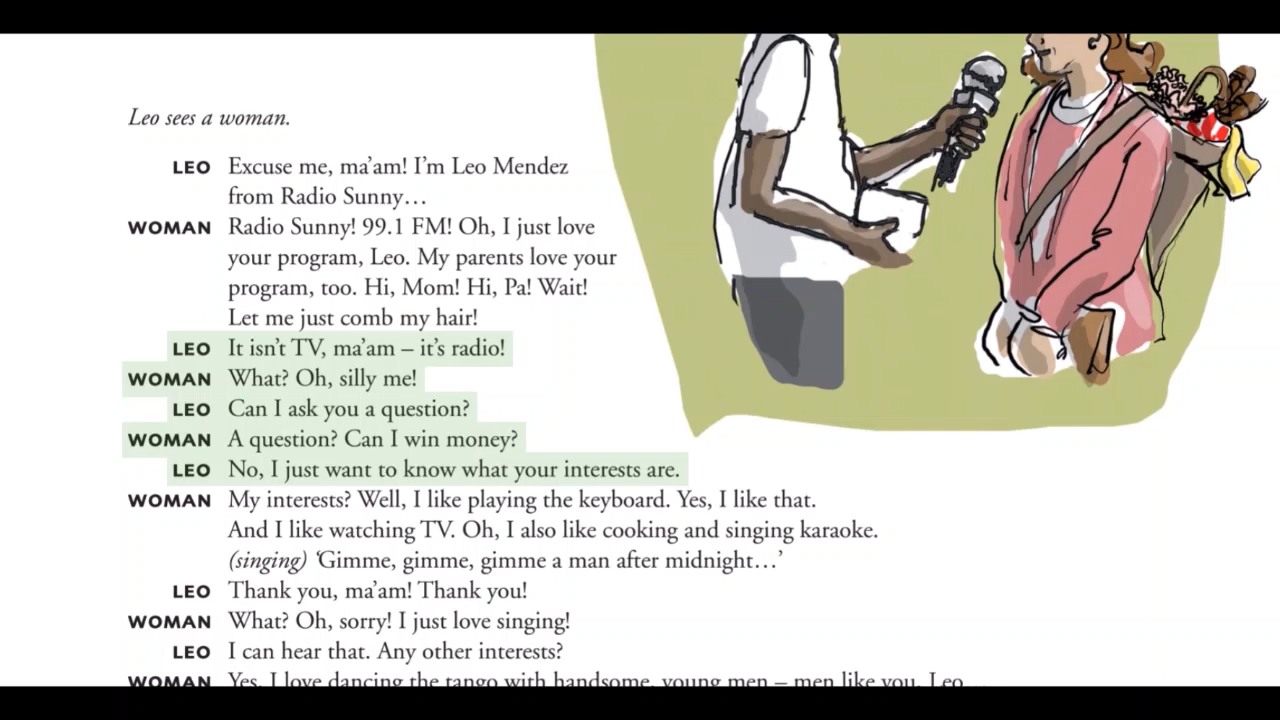 Leo sees a woman.
LEO Excuse me, ma’am! I’m Leo Mendez
from Radio Sunny…
WOMAN Radio Sunny! 99.1 FM! Oh, I just love
your program, Leo. My parents love your
program, too. Hi, Mom! Hi, Pa! Wait!
Let me just comb my hair!
LEO It isn’t TV, ma’am – it’s radio!
WOMAN What? Oh, silly me!
LEO Can I ask you a question?
WOMAN A question? Can I win money?
LEO No, I just want to know what your interests are.
WOMAN My interests? Well, I like playing the keyboard. Yes, I like that.
And I like watching TV. Oh, I also like cooking and singing karaoke.
(singing) ‘Gimme, gimme, gimme a man after midnight…’
LEO Thank you, ma’am! Thank you!
WOMAN What? Oh, sorry! I just love singing!
LEO I can hear that. Any other interests?
WOMAN Yes, I love dancing the tango with handsome, young men – men like you, Leo…